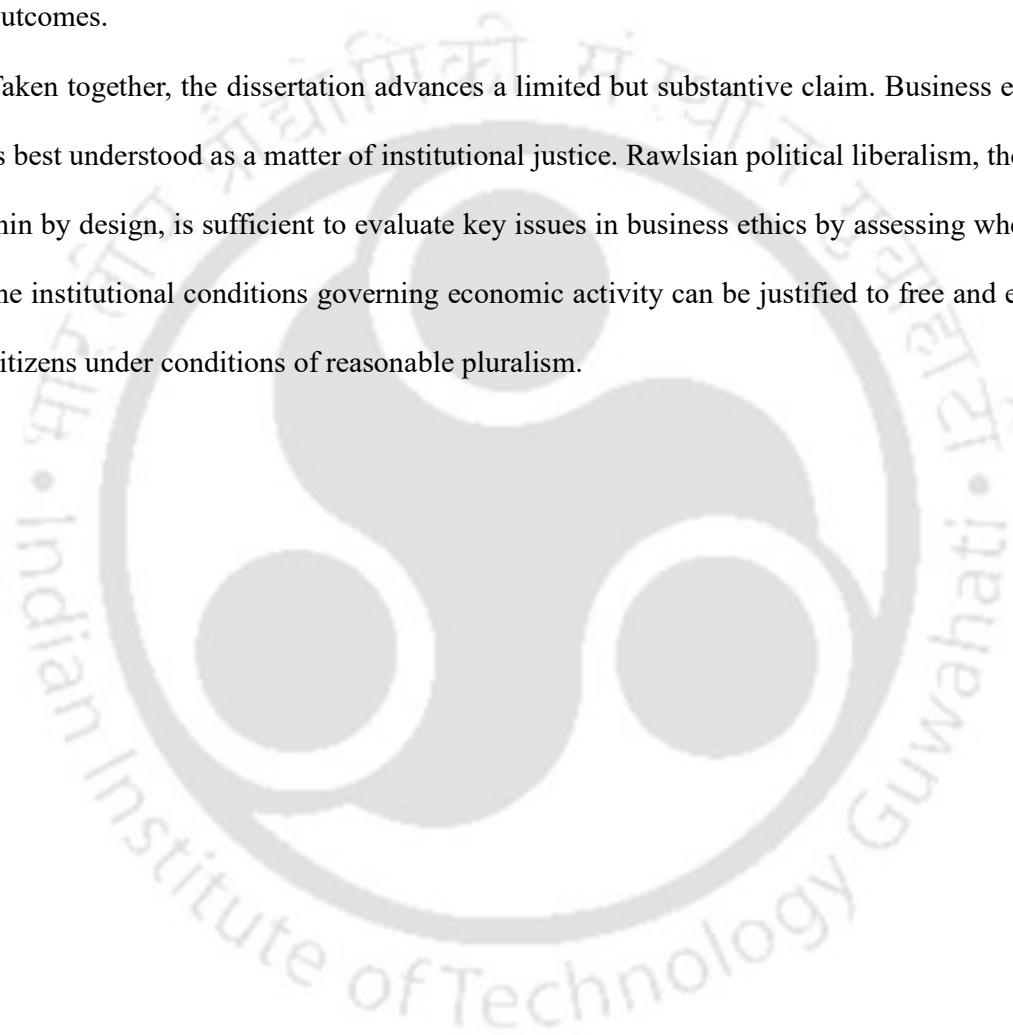 utcomes.
Taken together, the dissertation advances a limited but substantive claim. Business e
s best understood as a matter of institutional justice. Rawlsian political liberalism, th
hin by design, is sufficient to evaluate key issues in business ethics by assessing wh
he institutional conditions governing economic activity can be justified to free and e
itizens under conditions of reasonable pluralism.
भारतीय प्रौद्योगिकी संस्थान गुवाहाटी
• Indian Institute of Technology Guwahati •